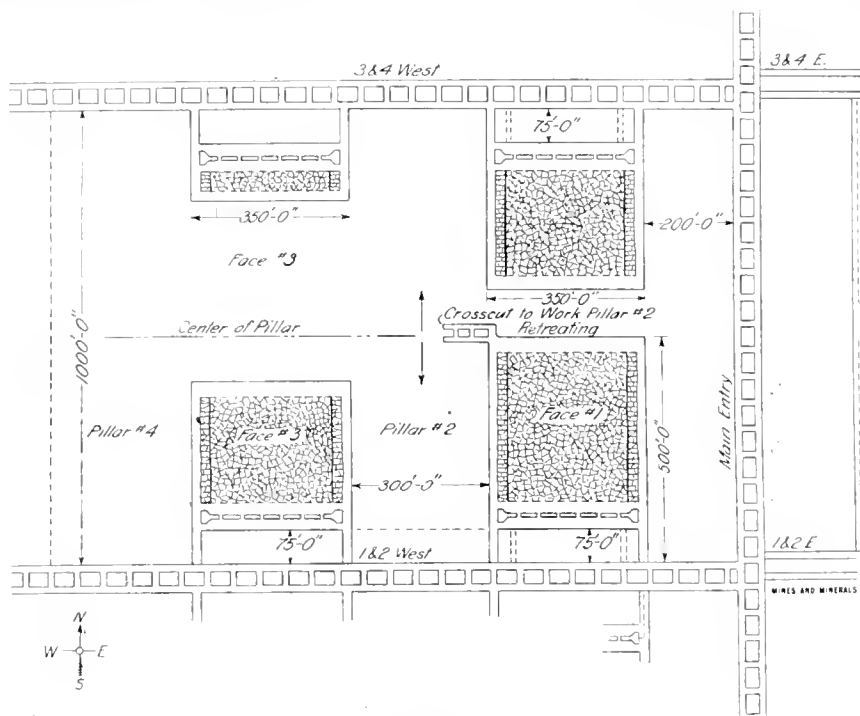 3 & 4 West
3 & 4 E.
75'-0"
350'-0"
200'-0"
Face #3
350'-0"
Crosscut to Work Pillar #2
Retreating
Center of Pillar
1000'-0"
Pillar #4
Face #3
Pillar #2
Face #1
500'-0"
Main Entry
300'-0"
75'-0"
1 & 2 West
75'-0"
1 & 2 E
MINES AND MINERALS
N
W
E
S